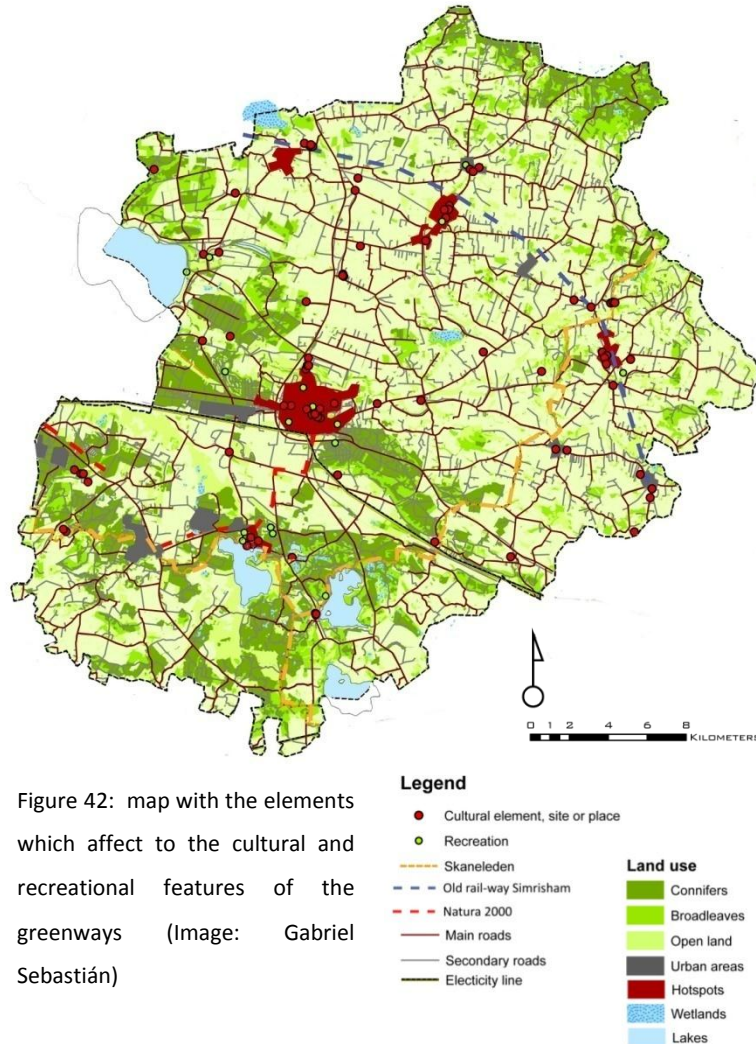 0 1 2 4 6 8
KILOMETERS
Figure 42: map with the elements
which affect to the cultural and
recreational features of the
greenways (Image: Gabriel
Sebastián)
Legend
Cultural element, site or place
Recreation
Skaneleden
Old rail-way Simrisham
Natura 2000
Main roads
Secondary roads
Electicity line
Land use
Connifers
Broadleaves
Open land
Urban areas
Hotspots
Wetlands
Lakes